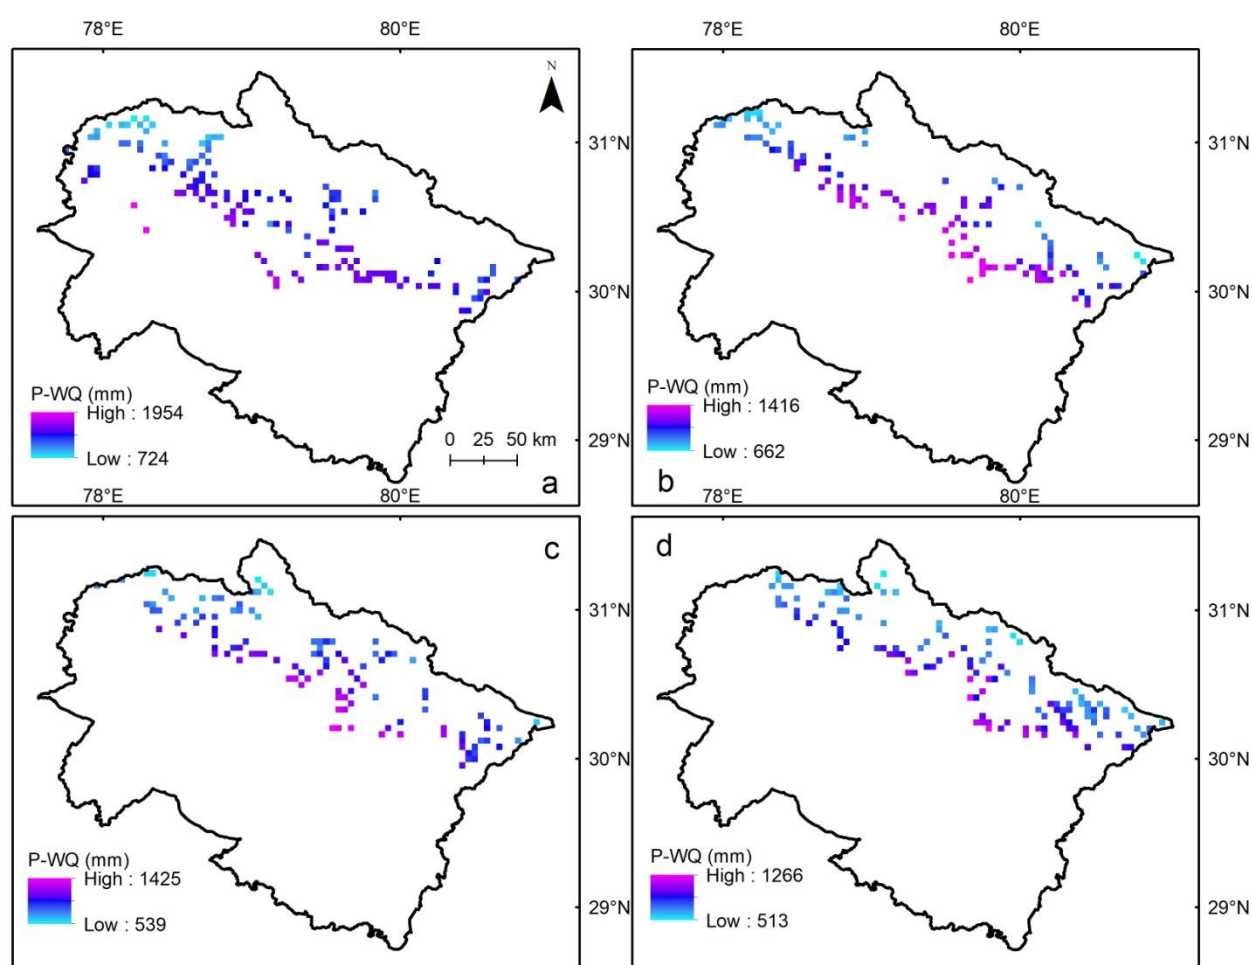 78°E 80°E 78°E 80°E
N
31°N
30°N
29°N
P-WQ (mm)
High : 1954
Low : 724
0 25 50 km
a
P-WQ (mm)
High : 1416
Low : 662
b
78°E 80°E 78°E 80°E
c
d
31°N 31°N
30°N 30°N
29°N 29°N
P-WQ (mm)
High : 1425
Low : 539
P-WQ (mm)
High : 1266
Low : 513
31°N
30°N
29°N